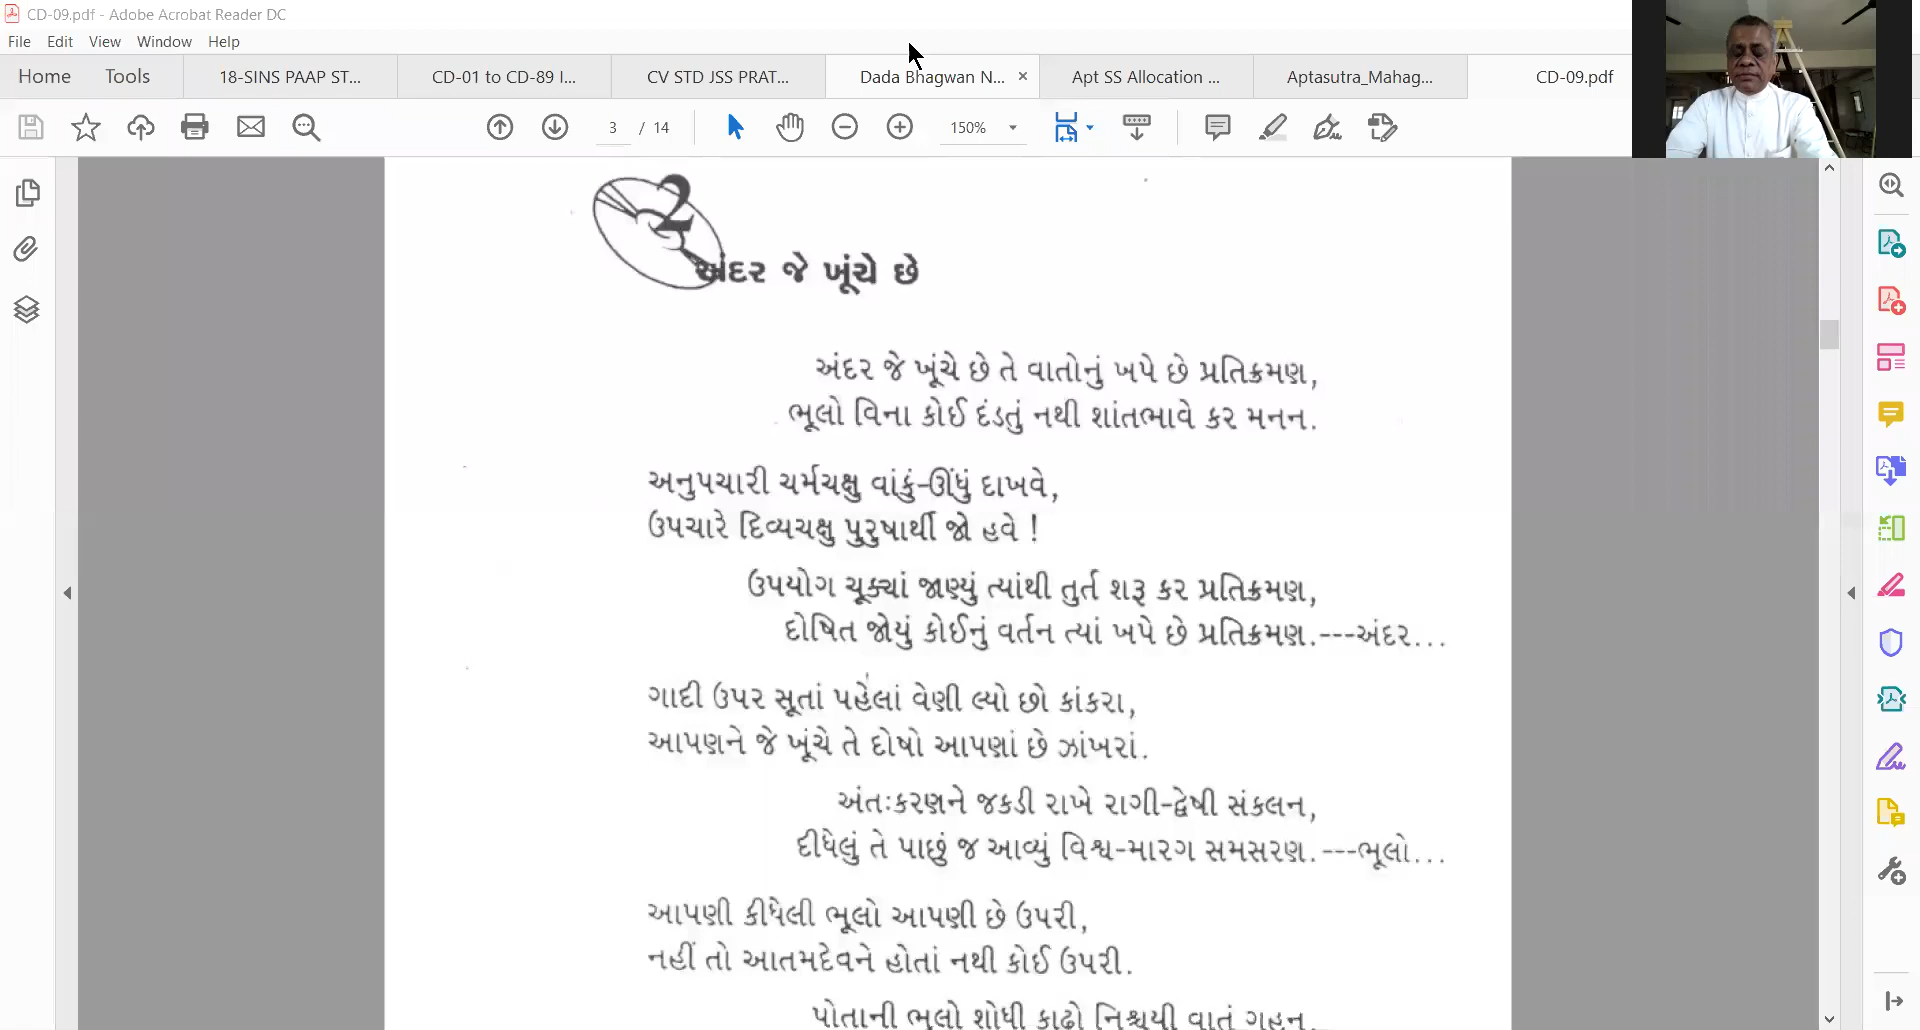 CD-09.pdf - Adobe Acrobat Reader DC
File Edit View Window Help
Home Tools 18-SINS PAAP ST... CD-01 to CD-89 I... CV STD JSS PRAT... Dada Bhagwan N... × Apt SS Allocation ... Aptasutra_Mahag... CD-09.pdf
3 / 14 150%
2
અંદર જે ખૂંચે છે
અંદર જે ખૂંચે છે તે વાતોનું ખપે છે પ્રતિક્રમણ,
ભૂલો વિના કોઈ દંડતું નથી શાંતભાવે કર મનન.
અનુપચારી ચર્મચક્ષુ વાંકું-ઊંધું દાખવે,
ઉપચારે દિવ્યચક્ષુ પુરુષાર્થી જો હવે !
ઉપયોગ ચૂક્યાં જાણ્યું ત્યાંથી તુર્ત શરૂ કર પ્રતિક્રમણ,
દોષિત જોયું કોઈનું વર્તન ત્યાં ખપે છે પ્રતિક્રમણ.---અંદર...
ગાદી ઉપર સૂતાં પહેલાં વેણી લ્યો છો કાંકરા,
આપણને જે ખૂંચે તે દોષો આપણાં છે ઝાંખરાં.
અંતઃકરણને જકડી રાખે રાગી-દ્વેષી સંકલન,
દીધેલું તે પાછું જ આવ્યું વિશ્વ-મારગ સમસરણ.---ભૂલો...
આપણી કીધેલી ભૂલો આપણી છે ઉપરી,
નહીં તો આતમદેવને હોતાં નથી કોઈ ઉપરી.
પોતાની ભૂલો શોધી કાઢો નિશ્ચયી વાત ગહન